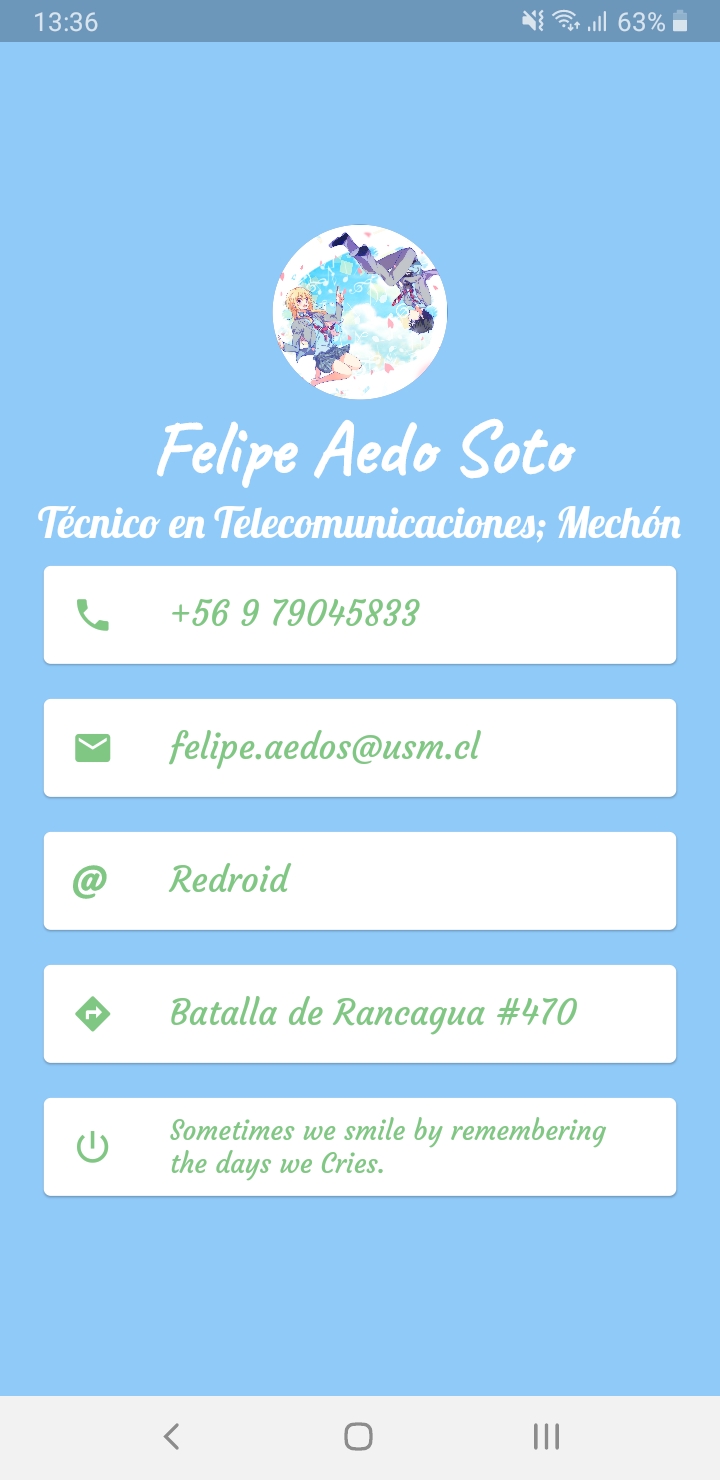 13:36 63%
Felipe Aedo Soto
Técnico en Telecomunicaciones; Mechón
+56 9 79045833
felipe.aedos@usm.cl
@ Redroid
Batalla de Rancagua #470
Sometimes we smile by remembering
the days we Cries.